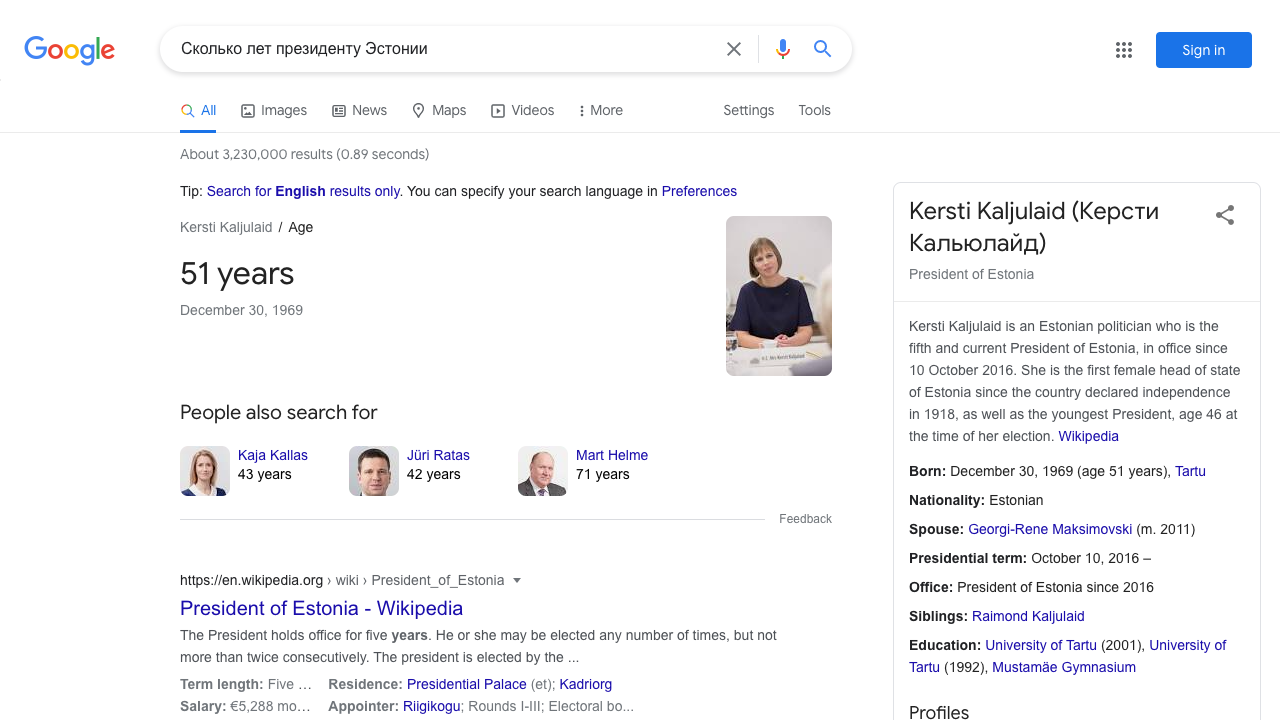 Google
Сколько лет президенту Эстонии
Sign in
All
Images
News
Maps
Videos
More
Settings
Tools
About 3,230,000 results (0.89 seconds)
Tip: Search for English results only. You can specify your search language in Preferences
Kersti Kaljulaid / Age
51 years
December 30, 1969
People also search for
Kaja Kallas
43 years
Jüri Ratas
42 years
Mart Helme
71 years
Feedback
https://en.wikipedia.org › wiki › President_of_Estonia
President of Estonia - Wikipedia
The President holds office for five years. He or she may be elected any number of times, but not
more than twice consecutively. The president is elected by the ...
Term length: Five …
Residence: Presidential Palace (et); Kadriorg
Salary: €5,288 mo…
Appointer: Riigikogu; Rounds I-III; Electoral bo...
Kersti Kaljulaid (Керсти
Кальюлайд)
President of Estonia
Kersti Kaljulaid is an Estonian politician who is the
fifth and current President of Estonia, in office since
10 October 2016. She is the first female head of state
of Estonia since the country declared independence
in 1918, as well as the youngest President, age 46 at
the time of her election. Wikipedia
Born: December 30, 1969 (age 51 years), Tartu
Nationality: Estonian
Spouse: Georgi-Rene Maksimovski (m. 2011)
Presidential term: October 10, 2016 –
Office: President of Estonia since 2016
Siblings: Raimond Kaljulaid
Education: University of Tartu (2001), University of
Tartu (1992), Mustamäe Gymnasium
Profiles